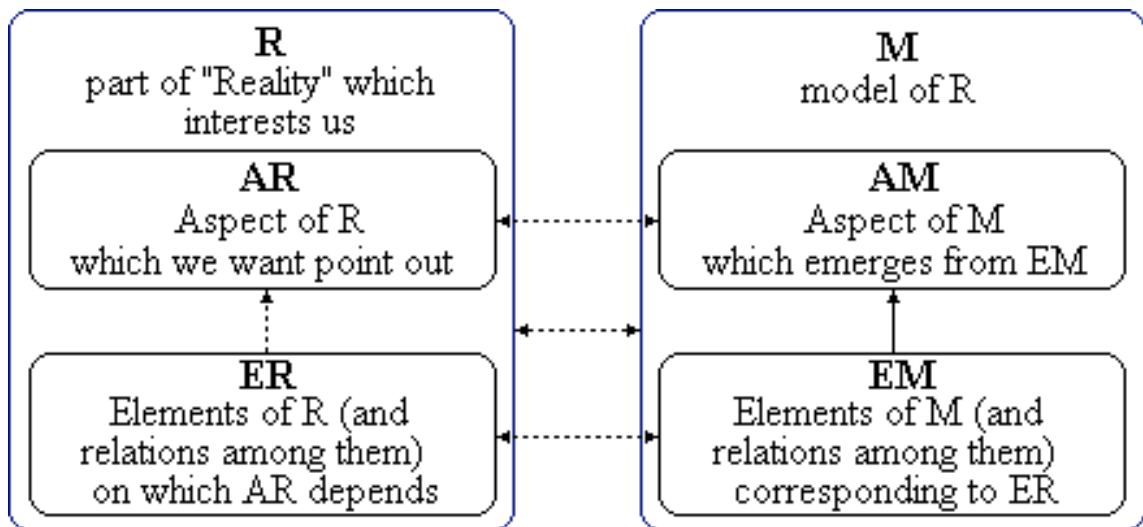 R
part of "Reality" which
interests us
AR
Aspect of R
which we want point out
ER
Elements of R (and
relations among them)
on which AR depends
M
model of R
AM
Aspect of M
which emerges from EM
EM
Elements of M (and
relations among them)
corresponding to ER